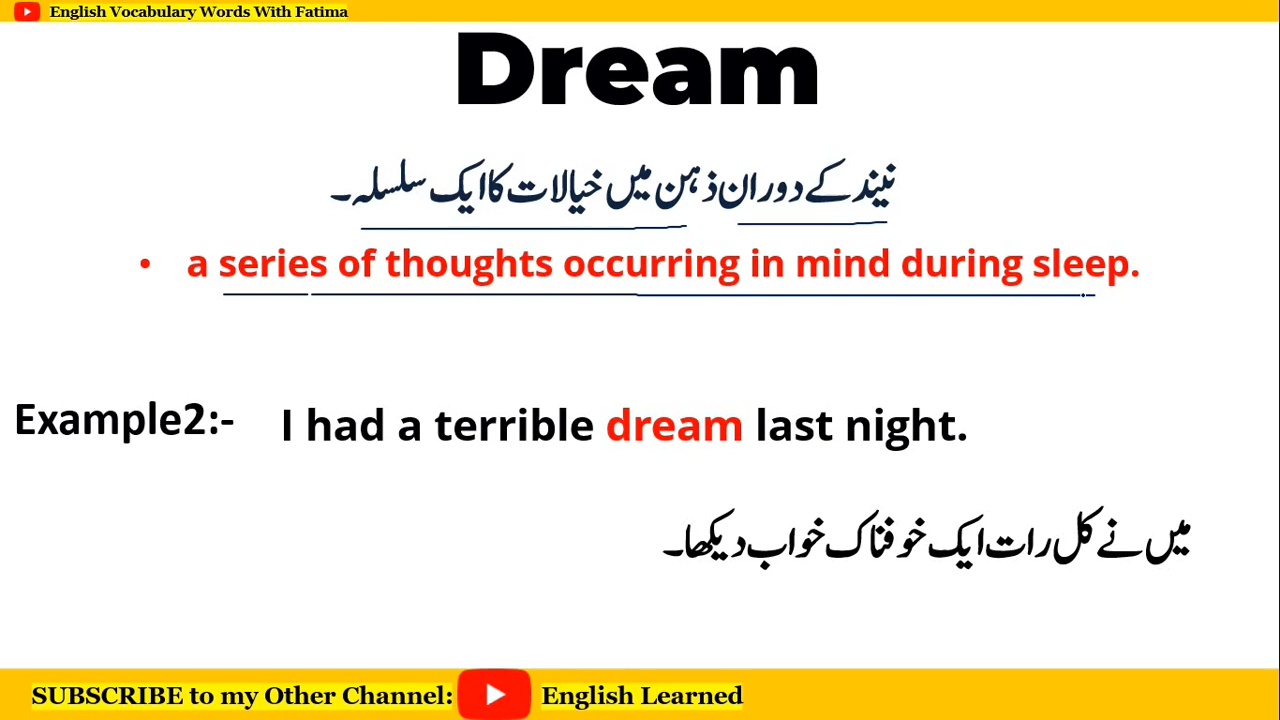 English Vocabulary Words With Fatima
Dream
نیند کے دوران ذہن میں خیالات کا ایک سلسلہ۔
• a series of thoughts occurring in mind during sleep.
Example2:- I had a terrible dream last night.
میں نے کل رات ایک خوفناک خواب دیکھا۔
SUBSCRIBE to my Other Channel: English Learned